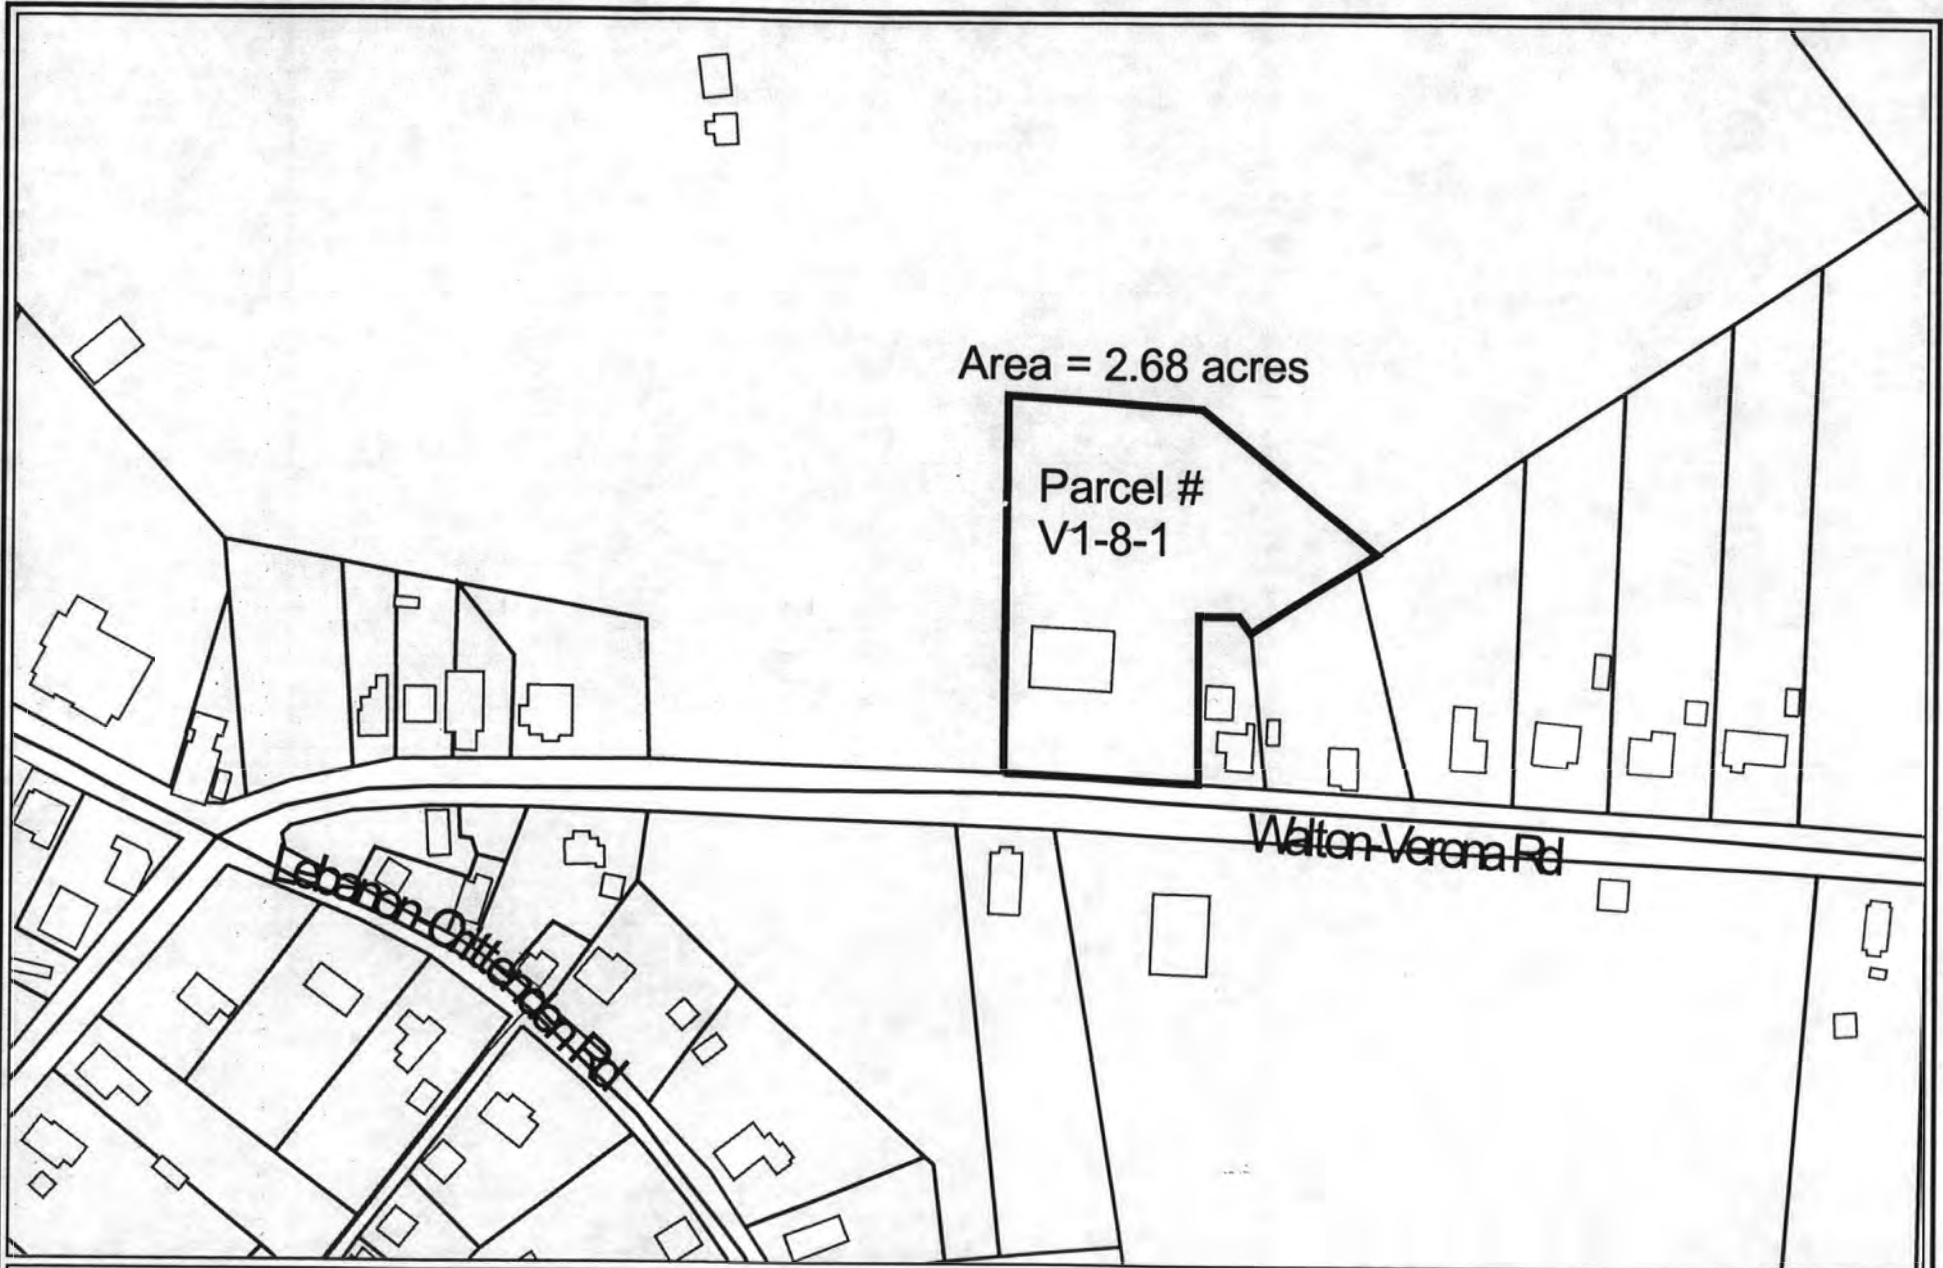 Area = 2.68 acres
Parcel #
V1-8-1
Walton-Verona Rd
Lebanon-Crittenden Rd